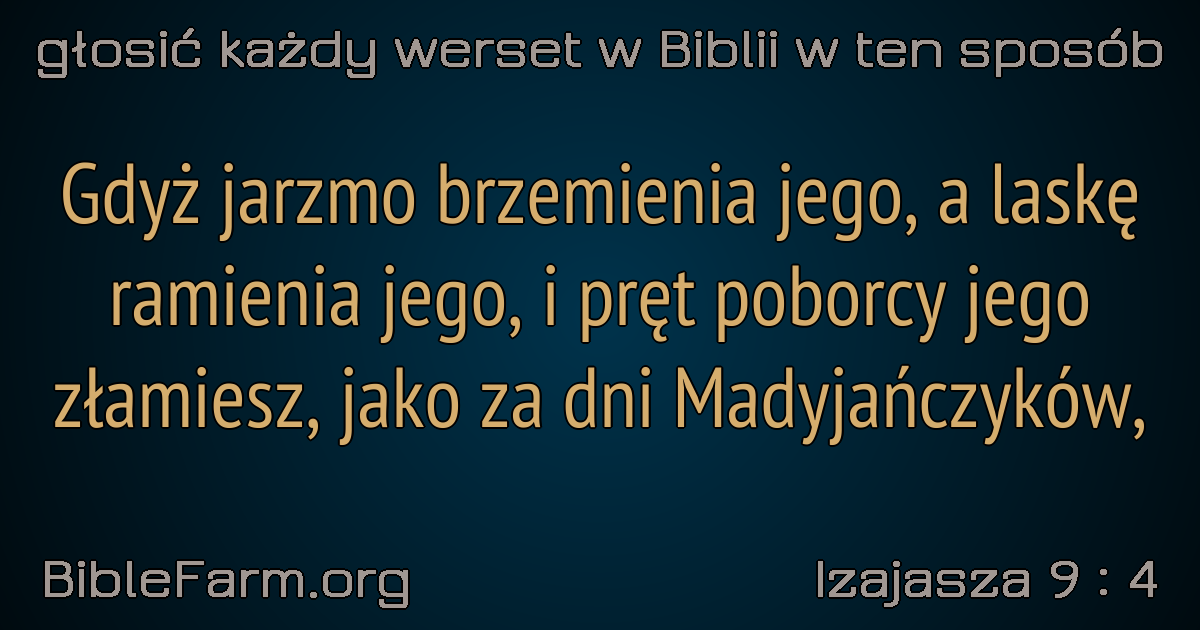 głosić każdy werset w Biblii w ten sposób
Gdyż jarzmo brzemienia jego, a laskę
ramienia jego, i pręt poborcy jego
złamiesz, jako za dni Madyjańczyków,
BibleFarm.org
Izajasza 9 : 4